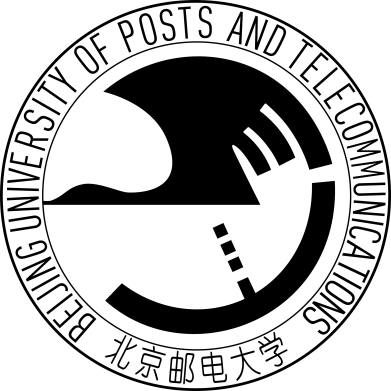 BEIJING UNIVERSITY OF POSTS AND TELECOMMUNICATIONS
北京邮电大学